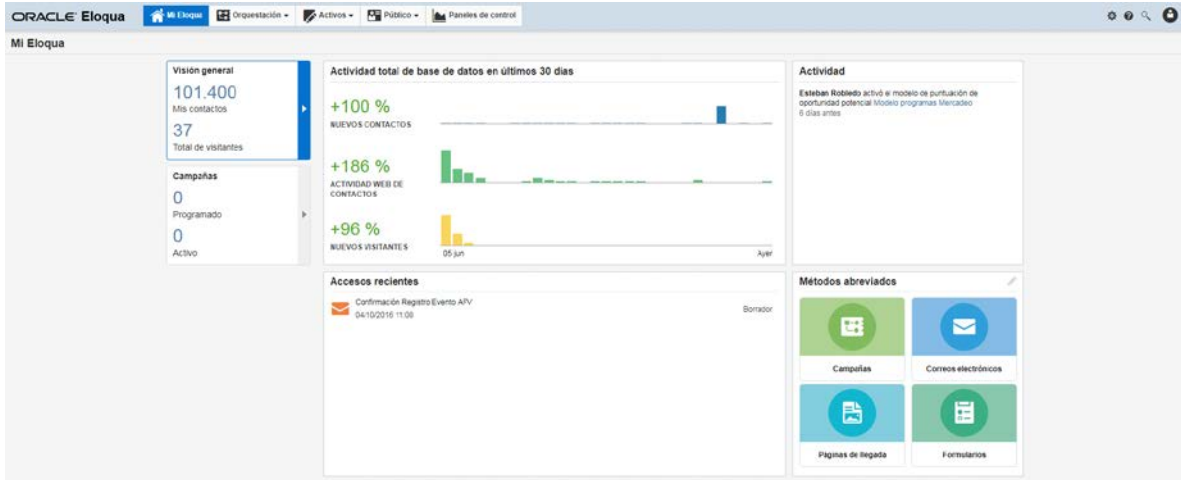 ORACLE Eloqua
Mi Eloqua
Orquestación
Activos
Público
Paneles de control
Mi Eloqua
Visión general
101.400
Mis contactos
37
Total de visitantes
Campañas
0
Programado
0
Activo
Actividad total de base de datos en últimos 30 días
+100 %
NUEVOS CONTACTOS
+186 %
ACTIVIDAD WEB DE
CONTACTOS
+96 %
NUEVOS VISITANTES
05 jun
Ayer
Actividad
Esteban Robledo activó el modelo de puntuación de
oportunidad potencial Modelo programas Mercadeo
6 días antes
Accesos recientes
Confirmación Registro Evento AFV
04/10/2016 11:00
Borrador
Métodos abreviados
Campañas
Correos electrónicos
Páginas de llegada
Formularios